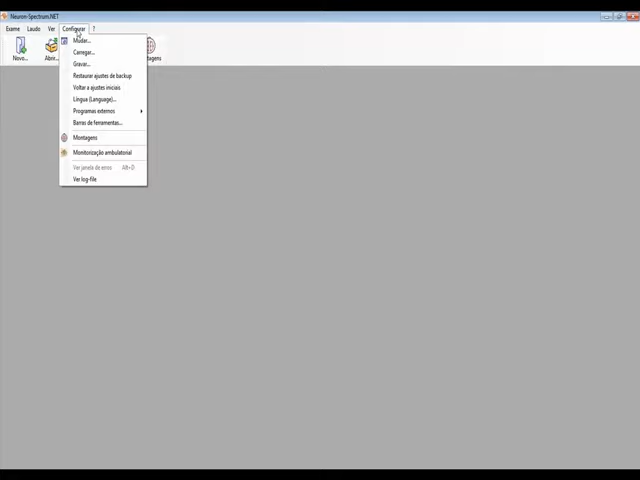 Neuron-Spectrum.NET
Exame Laudo Ver Configurar ?
Novo... Abrir...
Mudar...
Carregar...
Gravar...
Restaurar ajustes de backup
Voltar a ajustes iniciais
Língua (Language)...
Programas externos
Barras de ferramentas...
Montagens
Monitorização ambulatorial
Ver janela de erros Alt+D
Ver log-file